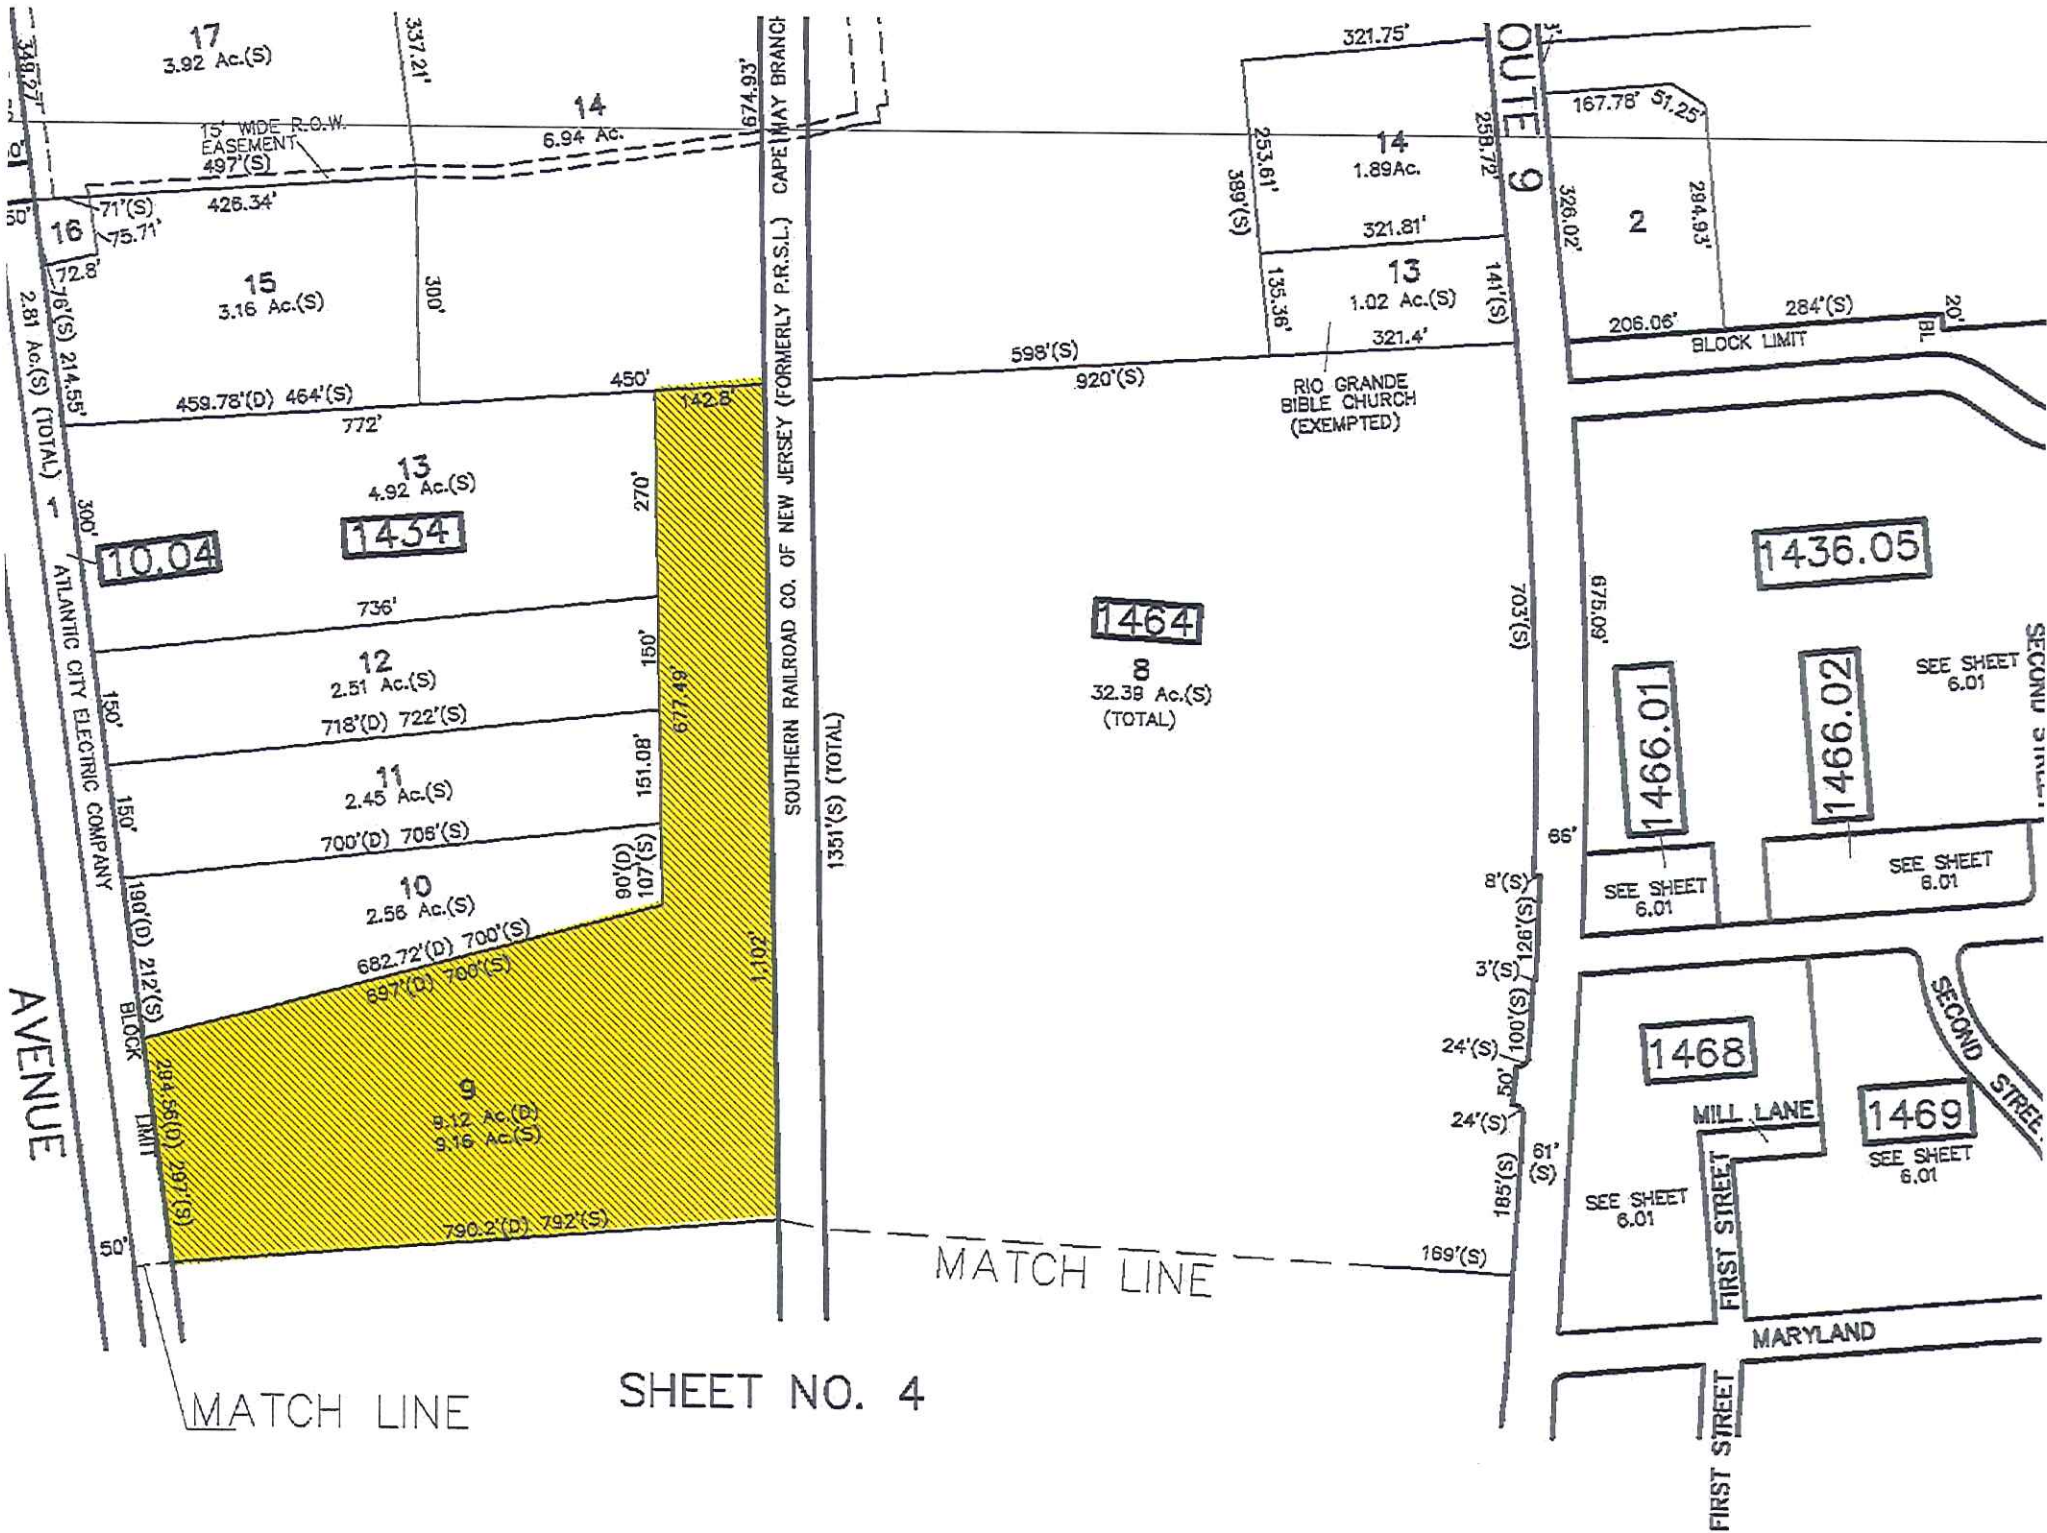 17
3.92 Ac.(S)
337.21'
349.27'
15' WIDE R.O.W.
EASEMENT
497'(S)
14
6.94 Ac.
674.93'
71'(S)
426.34'
16
75.71'
72.8'
76'(S) 214.55'
15
3.16 Ac.(S)
300'
2.81 Ac.(S) (TOTAL) 1
459.78'(D) 464'(S)
772'
450'
142.8'
13
4.92 Ac.(S)
270'
300'
10.04
1434
736'
12
2.51 Ac.(S)
150'
150'
677.49'
718'(D) 722'(S)
11
2.45 Ac.(S)
151.08'
150'
700'(D) 706'(S)
10
2.56 Ac.(S)
90'(D)
107'(S)
190'(D) 212'(S)
682.72'(D) 700'(S)
697'(D) 700'(S)
1,102'
ATLANTIC CITY ELECTRIC COMPANY
BLOCK LIMIT
AVENUE
294.56(D) 297'(S)
9
9.12 Ac.(D)
9.16 Ac.(S)
790.2'(D) 792'(S)
50'
MATCH LINE
SHEET NO. 4
SOUTHERN RAILROAD CO. OF NEW JERSEY (FORMERLY P.R.S.L.) CAPE MAY BRANCH
1351'(S) (TOTAL)
321.75'
253.61'
389'(S)
14
1.89Ac.
258.72'
321.81'
13
1.02 Ac.(S)
135.36'
141'(S)
321.4'
598'(S)
920'(S)
RIO GRANDE
BIBLE CHURCH
(EXEMPTED)
1464
8
32.39 Ac.(S)
(TOTAL)
703'(S)
8'(S)
126'(S)
3'(S)
100'(S)
24'(S)
50'
24'(S)
185'(S)
61'
(S)
169'(S)
MATCH LINE
OUTE 9
167.78'
51.25'
326.02'
2
294.93'
206.06'
284'(S)
20'
BL
BLOCK LIMIT
1436.05
675.09'
SEE SHEET
6.01
1466.01
1466.02
66'
SEE SHEET
6.01
SEE SHEET
6.01
1468
MILL LANE
1469
SEE SHEET
6.01
SEE SHEET
6.01
SECOND STREE
FIRST STREET
FIRST STREET
MARYLAND
FIRST STREET